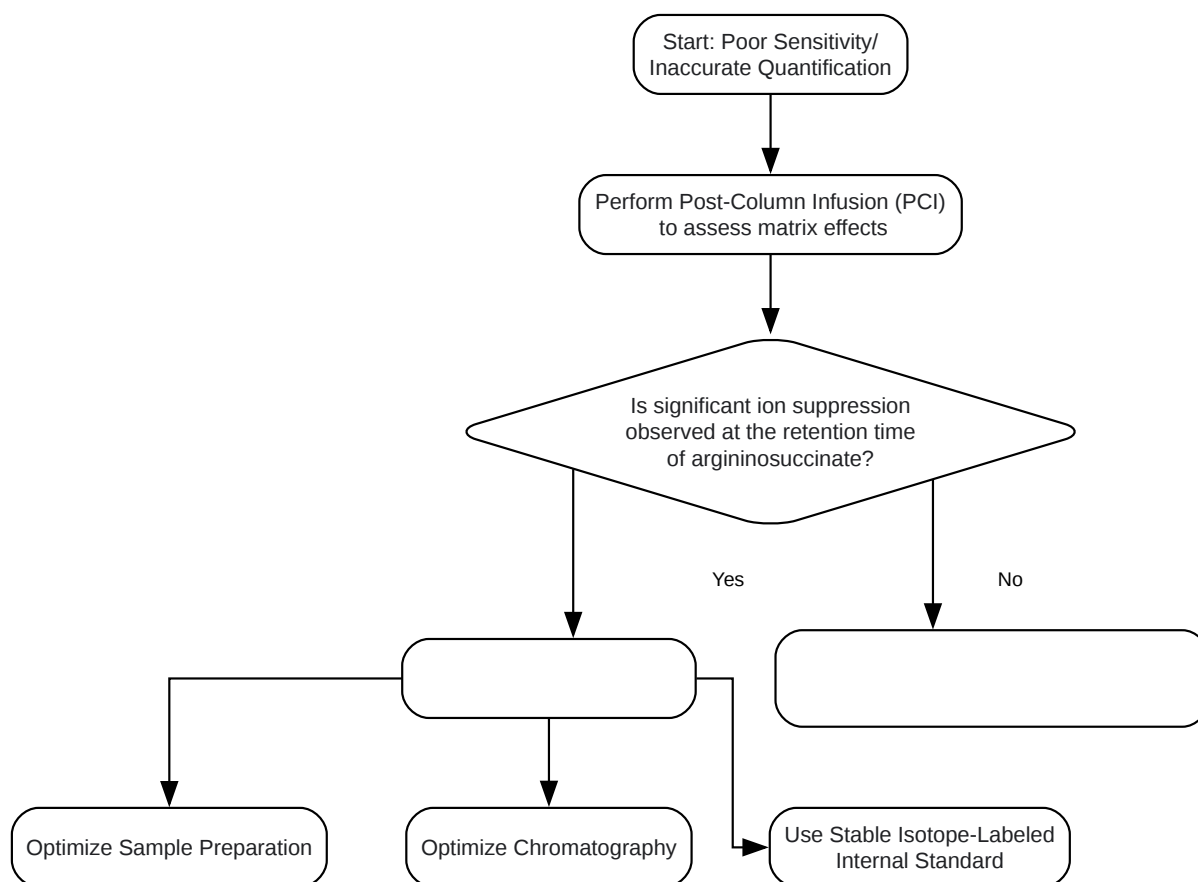 Start: Poor Sensitivity/
Inaccurate Quantification
Perform Post-Column Infusion (PCI)
to assess matrix effects
Is significant ion suppression
observed at the retention time
of argininosuccinate?
Yes
No
Optimize Sample Preparation
Optimize Chromatography
Use Stable Isotope-Labeled
Internal Standard